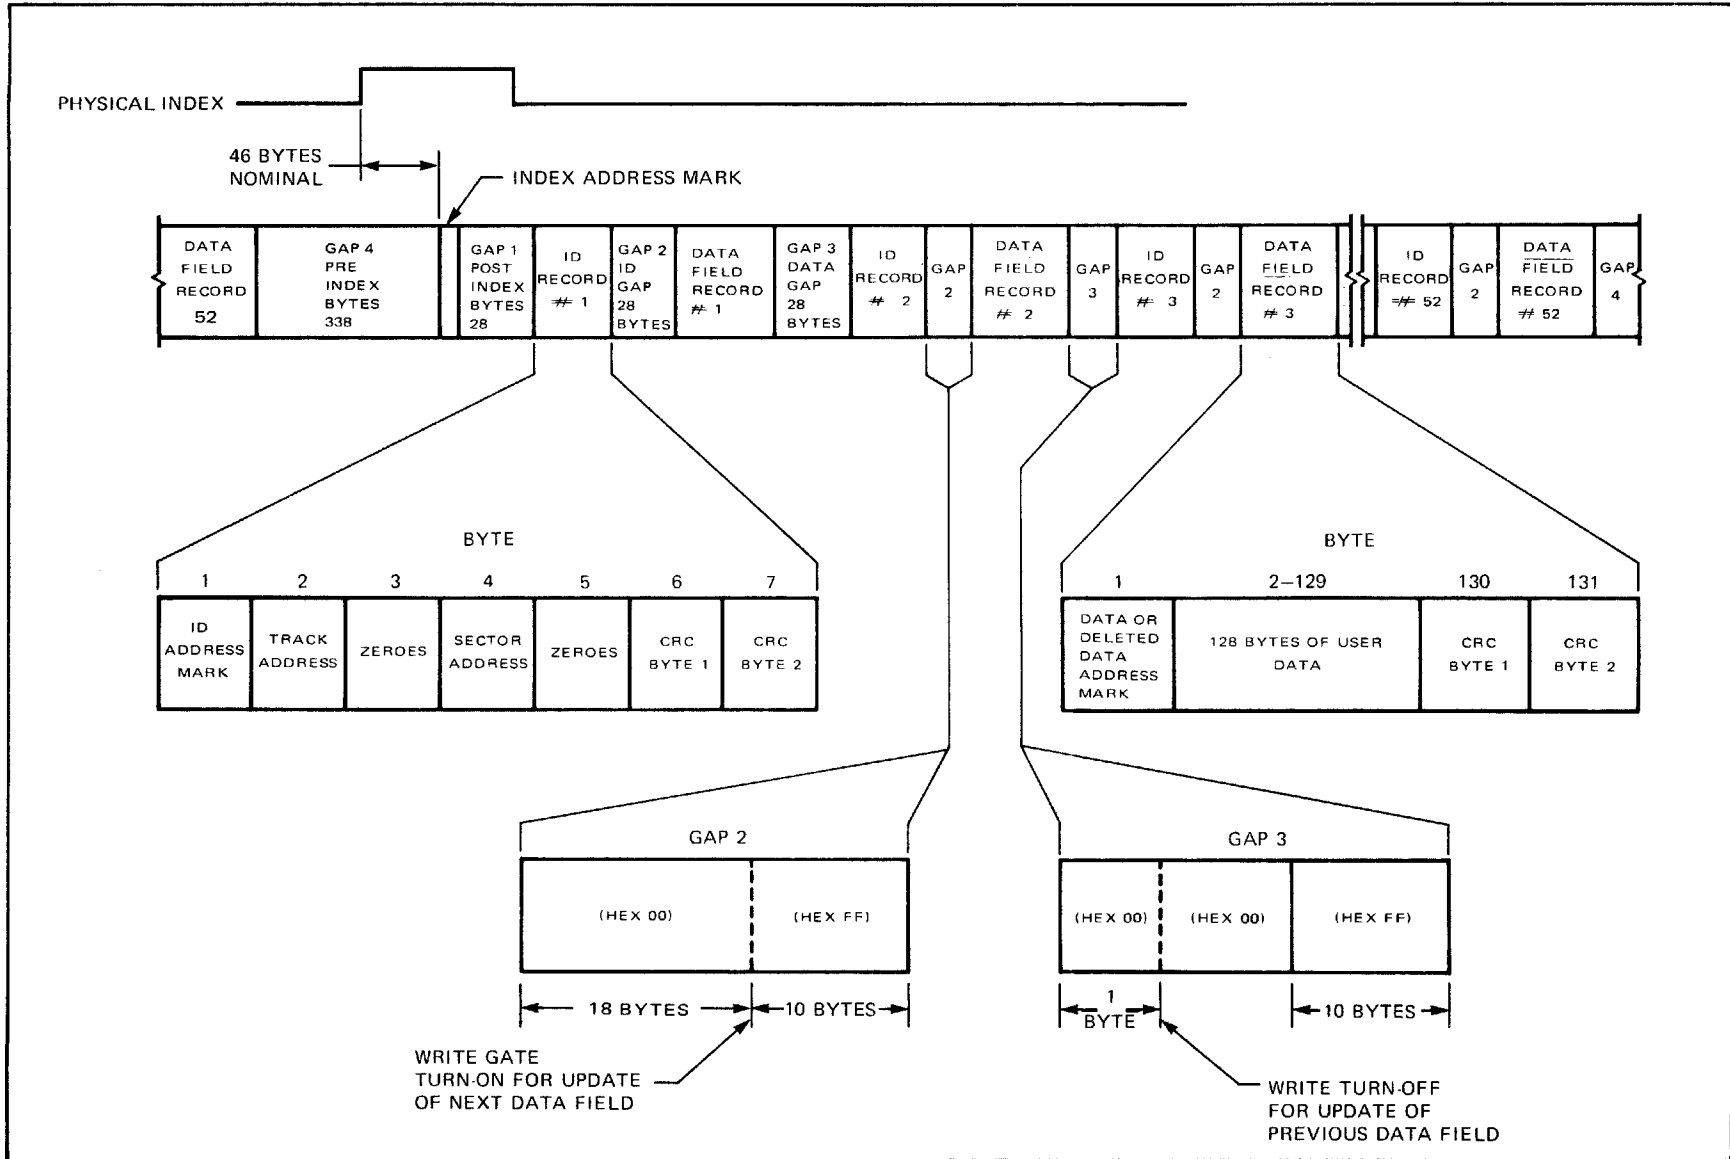 PHYSICAL INDEX
46 BYTES
NOMINAL
INDEX ADDRESS MARK
DATA
FIELD
RECORD
52
GAP 4
PRE
INDEX
BYTES
338
GAP 1
POST
INDEX
BYTES
28
ID
RECORD
# 1
GAP 2
ID
GAP
28
BYTES
DATA
FIELD
RECORD
# 1
GAP 3
DATA
GAP
28
BYTES
ID
RECORD
# 2
GAP
2
DATA
FIELD
RECORD
# 2
GAP
3
ID
RECORD
# 3
GAP
2
DATA
FIELD
RECORD
# 3
ID
RECORD
# 52
GAP
2
DATA
FIELD
RECORD
# 52
GAP
4
BYTE
1 2 3 4 5 6 7
ID
ADDRESS
MARK
TRACK
ADDRESS
ZEROES
SECTOR
ADDRESS
ZEROES
CRC
BYTE 1
CRC
BYTE 2
BYTE
1 2–129 130 131
DATA OR
DELETED
DATA
ADDRESS
MARK
128 BYTES OF USER
DATA
CRC
BYTE 1
CRC
BYTE 2
GAP 2
(HEX 00) (HEX FF)
18 BYTES 10 BYTES
WRITE GATE
TURN-ON FOR UPDATE
OF NEXT DATA FIELD
GAP 3
(HEX 00) (HEX 00) (HEX FF)
1
BYTE
10 BYTES
WRITE TURN-OFF
FOR UPDATE OF
PREVIOUS DATA FIELD